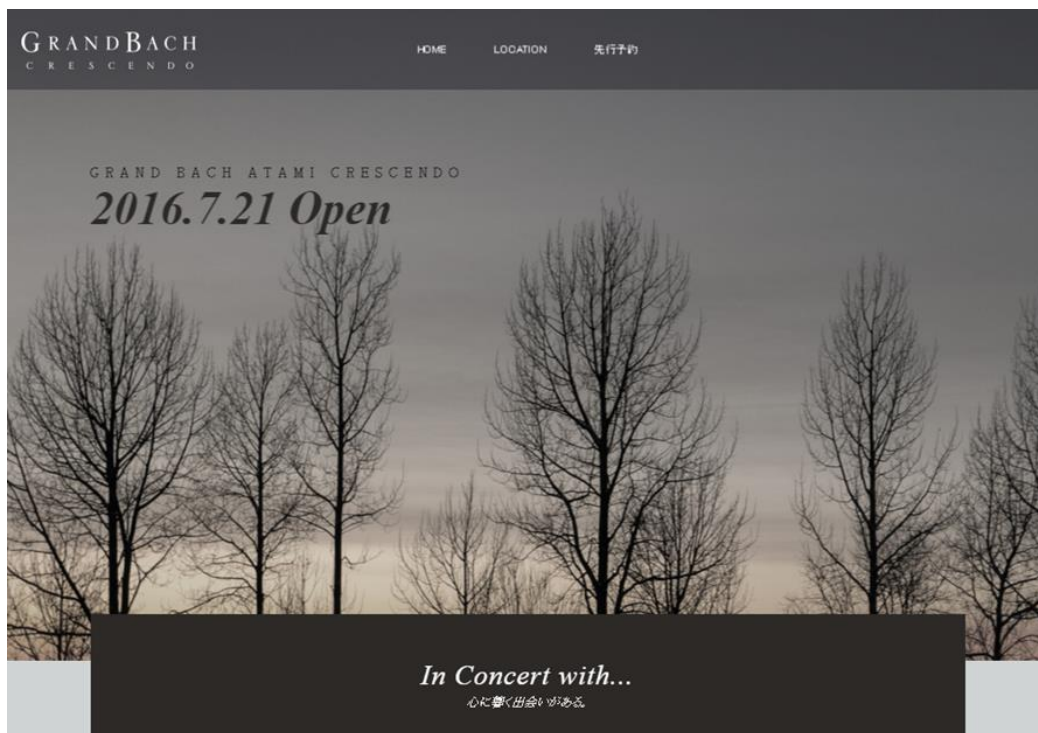 GRANDBACH
CRESCENDO
HOME
LOCATION
先行予約
GRAND BACH ATAMI CRESCENDO
2016.7.21 Open
In Concert with...
心に響く出会いがある。